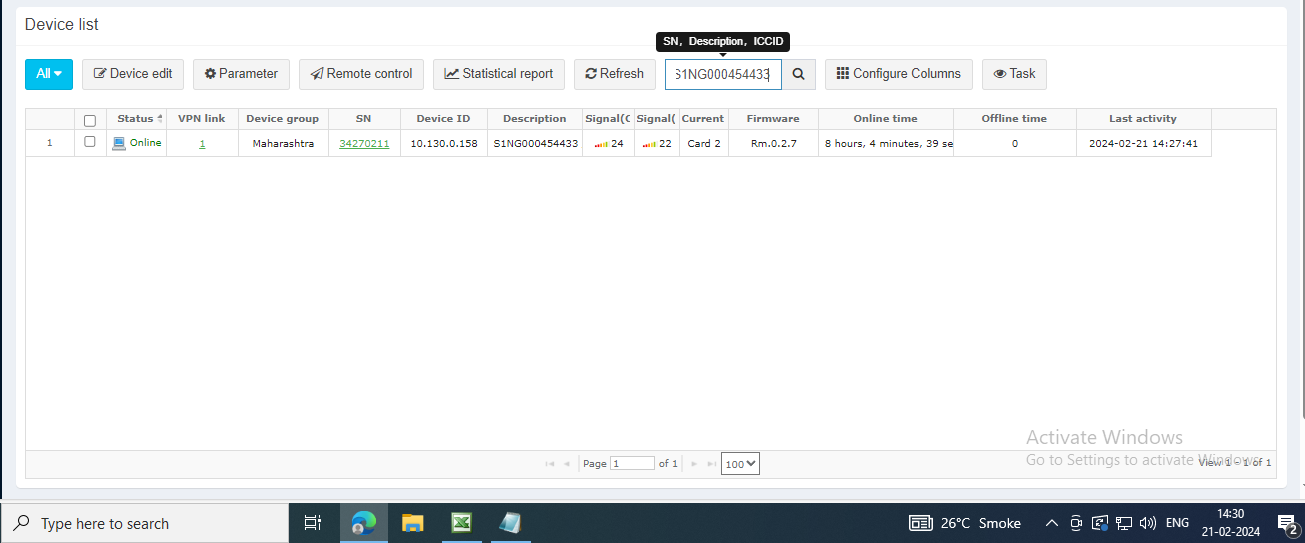 Device list
SN, Description, ICCID
All Device edit Parameter Remote control Statistical report Refresh S1NG000454433 Configure Columns Task
Status VPN link Device group SN Device ID Description Signal(C Signal( Current Firmware Online time Offline time Last activity
1 Online 1 Maharashtra 34270211 10.130.0.158 S1NG000454433 24 22 Card 2 Rm.0.2.7 8 hours, 4 minutes, 39 se 0 2024-02-21 14:27:41
Activate Windows
Go to Settings to activate Windows.
Page 1 of 1 100 View 1 - 1 of 1
Type here to search 26°C Smoke ENG 14:30
21-02-2024 2